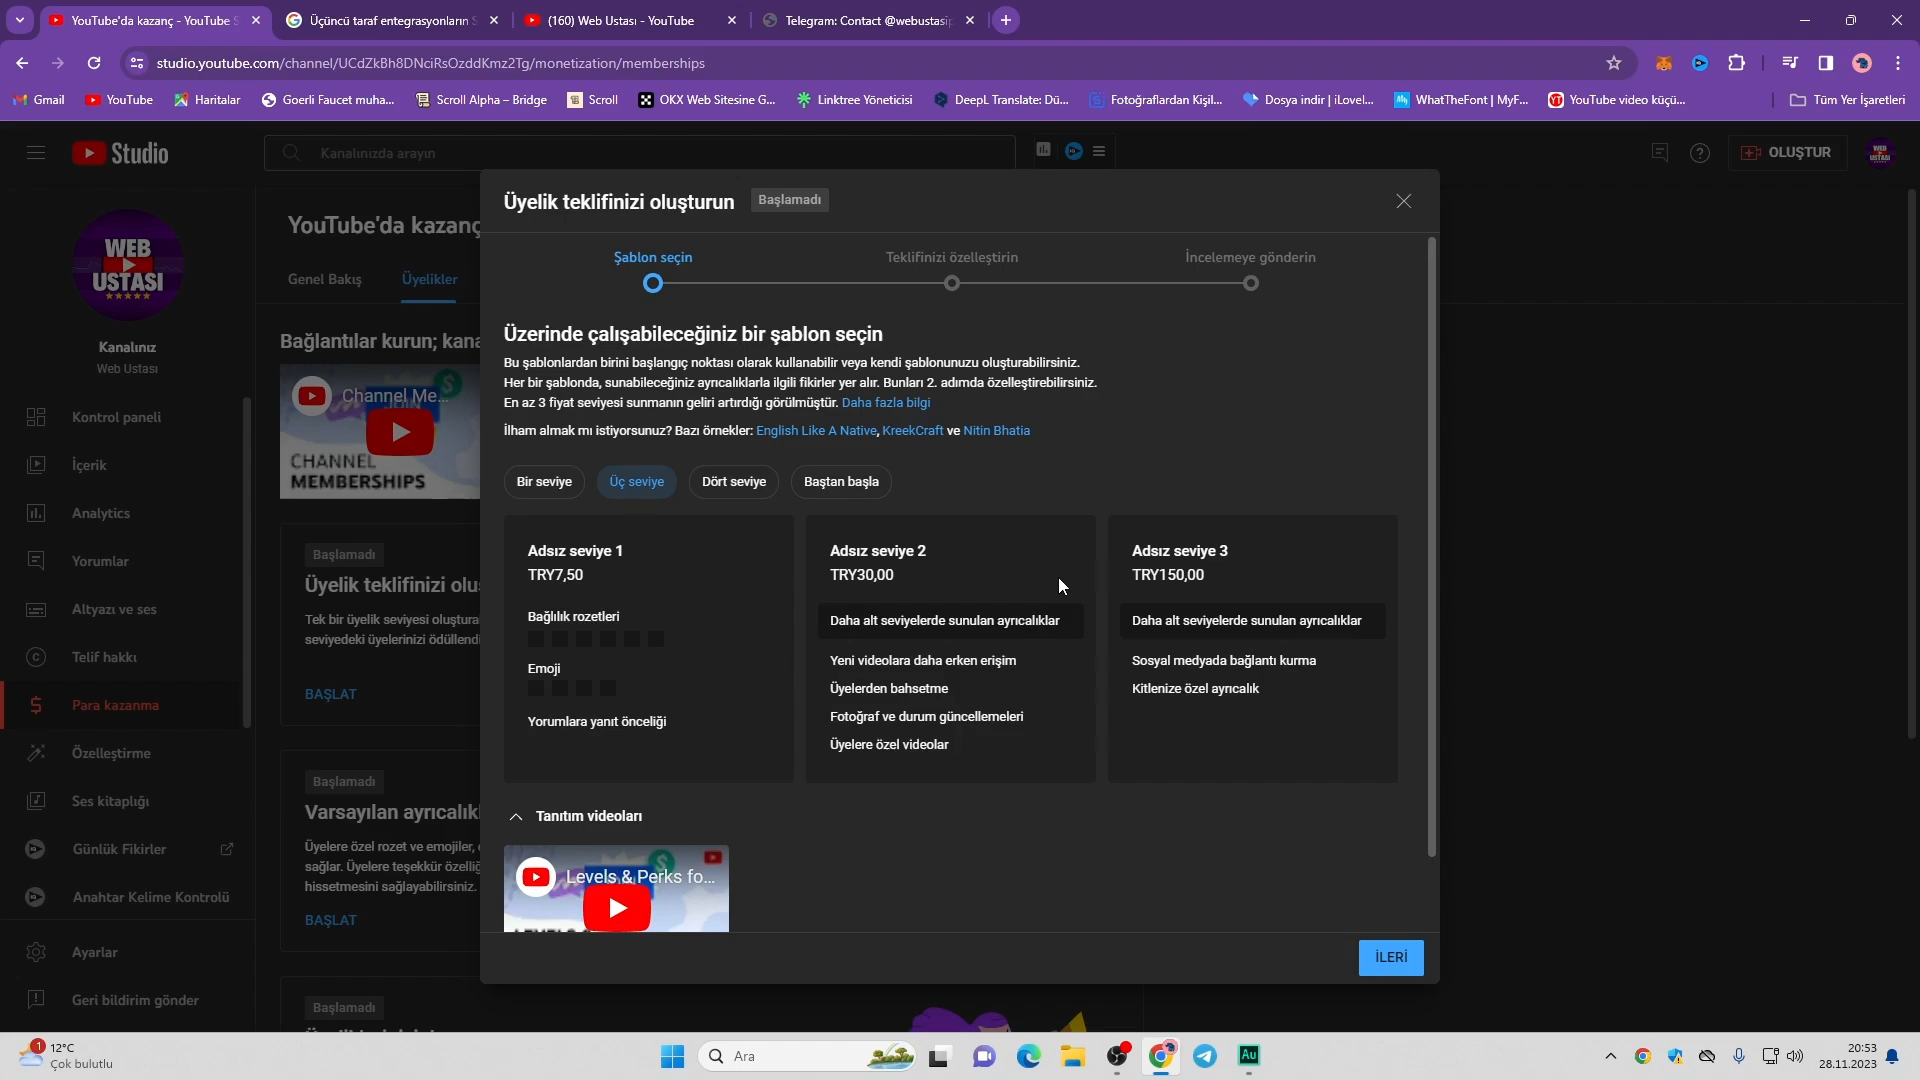 YouTube'da kazanç - YouTube S
Üçüncü taraf entegrasyonların S
(160) Web Ustası - YouTube
Telegram: Contact @webustasip
studio.youtube.com/channel/UCdZkBh8DNciRsOzddKmz2Tg/monetization/memberships
Gmail
YouTube
Haritalar
Goerli Faucet muha...
Scroll Alpha – Bridge
Scroll
OKX Web Sitesine G...
Linktree Yöneticisi
DeepL Translate: Dü...
Fotoğraflardan Kişil...
Dosya indir | iLovel...
WhatTheFont | MyF...
YouTube video küçü...
Tüm Yer İşaretleri
Studio
Kanalınızda arayın
OLUŞTUR
WEB
USTASI
Kanalınız
Web Ustası
Kontrol paneli
İçerik
Analytics
Yorumlar
Altyazı ve ses
Telif hakkı
Para kazanma
Özelleştirme
Ses kitaplığı
Günlük Fikirler
Anahtar Kelime Kontrolü
Ayarlar
Geri bildirim gönder
YouTube'da kazanç
Genel Bakış
Üyelikler
Bağlantılar kurun; kana
Channel Me...
JOIN
CHANNEL
MEMBERSHIPS
Başlamadı
Üyelik teklifinizi olu
Tek bir üyelik seviyesi oluştura
seviyedeki üyelerinizi ödüllendi
BAŞLAT
Başlamadı
Varsayılan ayrıcalık
Üyelere özel rozet ve emojiler,
sağlar. Üyelere teşekkür özelliğ
hissetmesini sağlayabilirsiniz.
BAŞLAT
Başlamadı
Üyelik teklifinizi oluşturun
Başlamadı
Şablon seçin
Teklifinizi özelleştirin
İncelemeye gönderin
Üzerinde çalışabileceğiniz bir şablon seçin
Bu şablonlardan birini başlangıç noktası olarak kullanabilir veya kendi şablonunuzu oluşturabilirsiniz.
Her bir şablonda, sunabileceğiniz ayrıcalıklarla ilgili fikirler yer alır. Bunları 2. adımda özelleştirebilirsiniz.
En az 3 fiyat seviyesi sunmanın geliri artırdığı görülmüştür. Daha fazla bilgi
İlham almak mı istiyorsunuz? Bazı örnekler: English Like A Native, KreekCraft ve Nitin Bhatia
Bir seviye
Üç seviye
Dört seviye
Baştan başla
Adsız seviye 1
TRY7,50
Bağlılık rozetleri
Emoji
Yorumlara yanıt önceliği
Adsız seviye 2
TRY30,00
Daha alt seviyelerde sunulan ayrıcalıklar
Yeni videolara daha erken erişim
Üyelerden bahsetme
Fotoğraf ve durum güncellemeleri
Üyelere özel videolar
Adsız seviye 3
TRY150,00
Daha alt seviyelerde sunulan ayrıcalıklar
Sosyal medyada bağlantı kurma
Kitlenize özel ayrıcalık
Tanıtım videoları
Levels & Perks fo...
İLERİ
1
12°C
Çok bulutlu
Ara
Au
20:53
28.11.2023